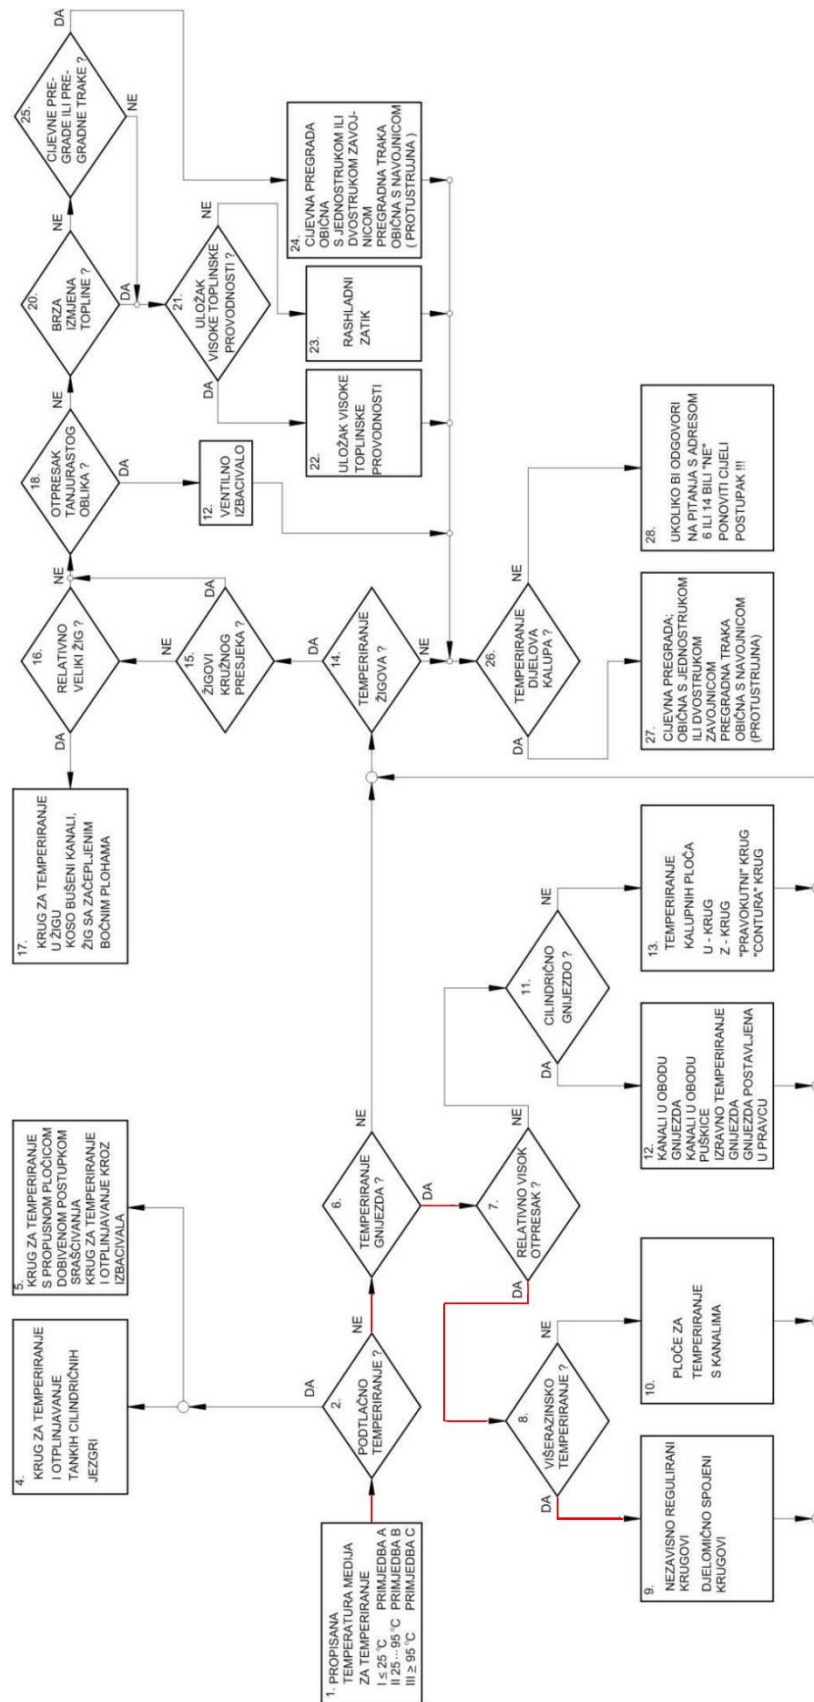 1. PROPISANA
TEMPERATURA MEDIJA
ZA TEMPERIRANJE
I ≤ 25 °C PRIMJEDBA A
II 25 ··· 95 °C PRIMJEDBA B
III ≥ 95 °C PRIMJEDBA C
2.
PODTLAČNO
TEMPERIRANJE ?
DA
NE
4.
KRUG ZA TEMPERIRANJE
I OTPLINJAVANJE
TANKIH CILINDRIČNIH
JEZGRI
5.
KRUG ZA TEMPERIRANJE
S PROPUSNOM PLOČICOM
DOBIVENOM POSTUPKOM
SRAŠĆIVANJA
KRUG ZA TEMPERIRANJE
I OTPLINJAVANJE KROZ
IZBACIVALA
6.
TEMPERIRANJE
GNIJEZDA ?
NE
DA
7.
RELATIVNO VISOK
OTPRESAK ?
DA
NE
8.
VIŠERAZINSKO
TEMPERIRANJE ?
DA
NE
9.
NEZAVISNO REGULIRANI
KRUGOVI
DJELOMIČNO SPOJENI
KRUGOVI
10.
PLOČE ZA
TEMPERIRANJE
S KANALIMA
11.
CILINDRIČNO
GNIJEZDO ?
DA
NE
12.
KANALI U OBODU
GNIJEZDA
KANALI U OBODU
PUŠKICE
IZRAVNO TEMPERIRANJE
GNIJEZDA
GNIJEZDA POSTAVLJENA
U PRAVCU
13.
TEMPERIRANJE
KALUPNIH PLOČA
U - KRUG
Z - KRUG
"PRAVOKUTNI" KRUG
"CONTURA" KRUG
14.
TEMPERIRANJE
ŽIGOVA ?
DA
NE
15.
ŽIGOVI
KRUŽNOG
PRESJEKA ?
NE
DA
16.
RELATIVNO
VELIKI ŽIG ?
DA
NE
17.
KRUG ZA TEMPERIRANJE
U ŽIGU
KOSO BUŠENI KANALI,
ŽIG SA ZAČEPLJENIM
BOČNIM PLOHAMA
18.
OTPRESAK
TANJURASTOG
OBLIKA ?
NE
DA
12.
VENTILNO
IZBACIVALO
20.
BRZA
IZMJENA
TOPLINE ?
NE
DA
21.
ULOŽAK
VISOKE TOPLINSKE
PROVODNOSTI ?
DA
NE
22.
ULOŽAK VISOKE
TOPLINSKE
PROVODNOSTI
23.
RASHLADNI
ZATIK
25.
CIJEVNE PRE-
GRADE ILI PRE-
GRADNE TRAKE ?
DA
NE
24.
CIJEVNA PREGRADA
OBIČNA
S JEDNOSTRUKOM ILI
DVOSTRUKOM ZAVOJ-
NICOM
PREGRADNA TRAKA
OBIČNA S NAVOJNICOM
( PROTUSTRUJNA )
26.
TEMPERIRANJE
DIJELOVA
KALUPA ?
DA
NE
27.
CIJEVNA PREGRADA;
OBIČNA S JEDNOSTRUKOM
ILI DVOSTRUKOM
ZAVOJNICOM
PREGRADNA TRAKA
OBIČNA S NAVOJNICOM
(PROTUSTRUJNA)
28.
UKOLIKO BI ODGOVORI
NA PITANJA S ADRESOM
6 ILI 14 BILI "NE"
PONOVITI CIJELI
POSTUPAK !!!